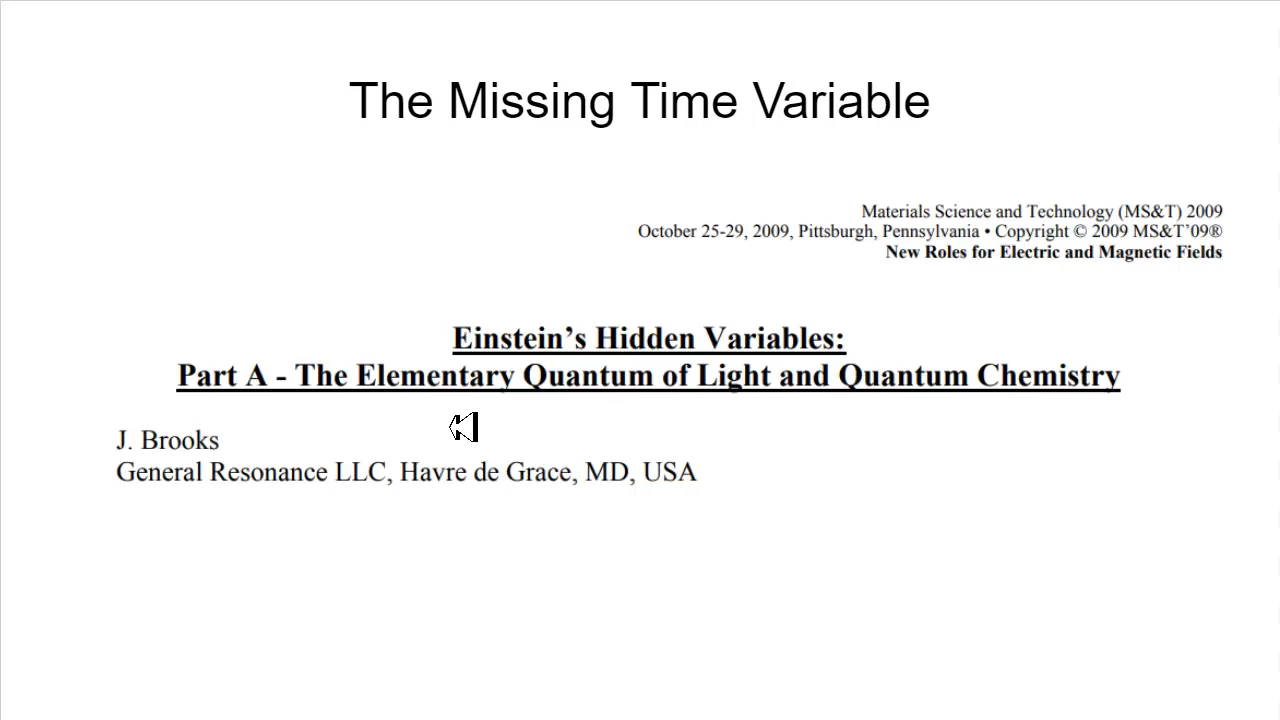 The Missing Time Variable
Materials Science and Technology (MS&T) 2009
October 25-29, 2009, Pittsburgh, Pennsylvania • Copyright © 2009 MS&T’09®
New Roles for Electric and Magnetic Fields
Einstein’s Hidden Variables:
Part A - The Elementary Quantum of Light and Quantum Chemistry
J. Brooks
General Resonance LLC, Havre de Grace, MD, USA